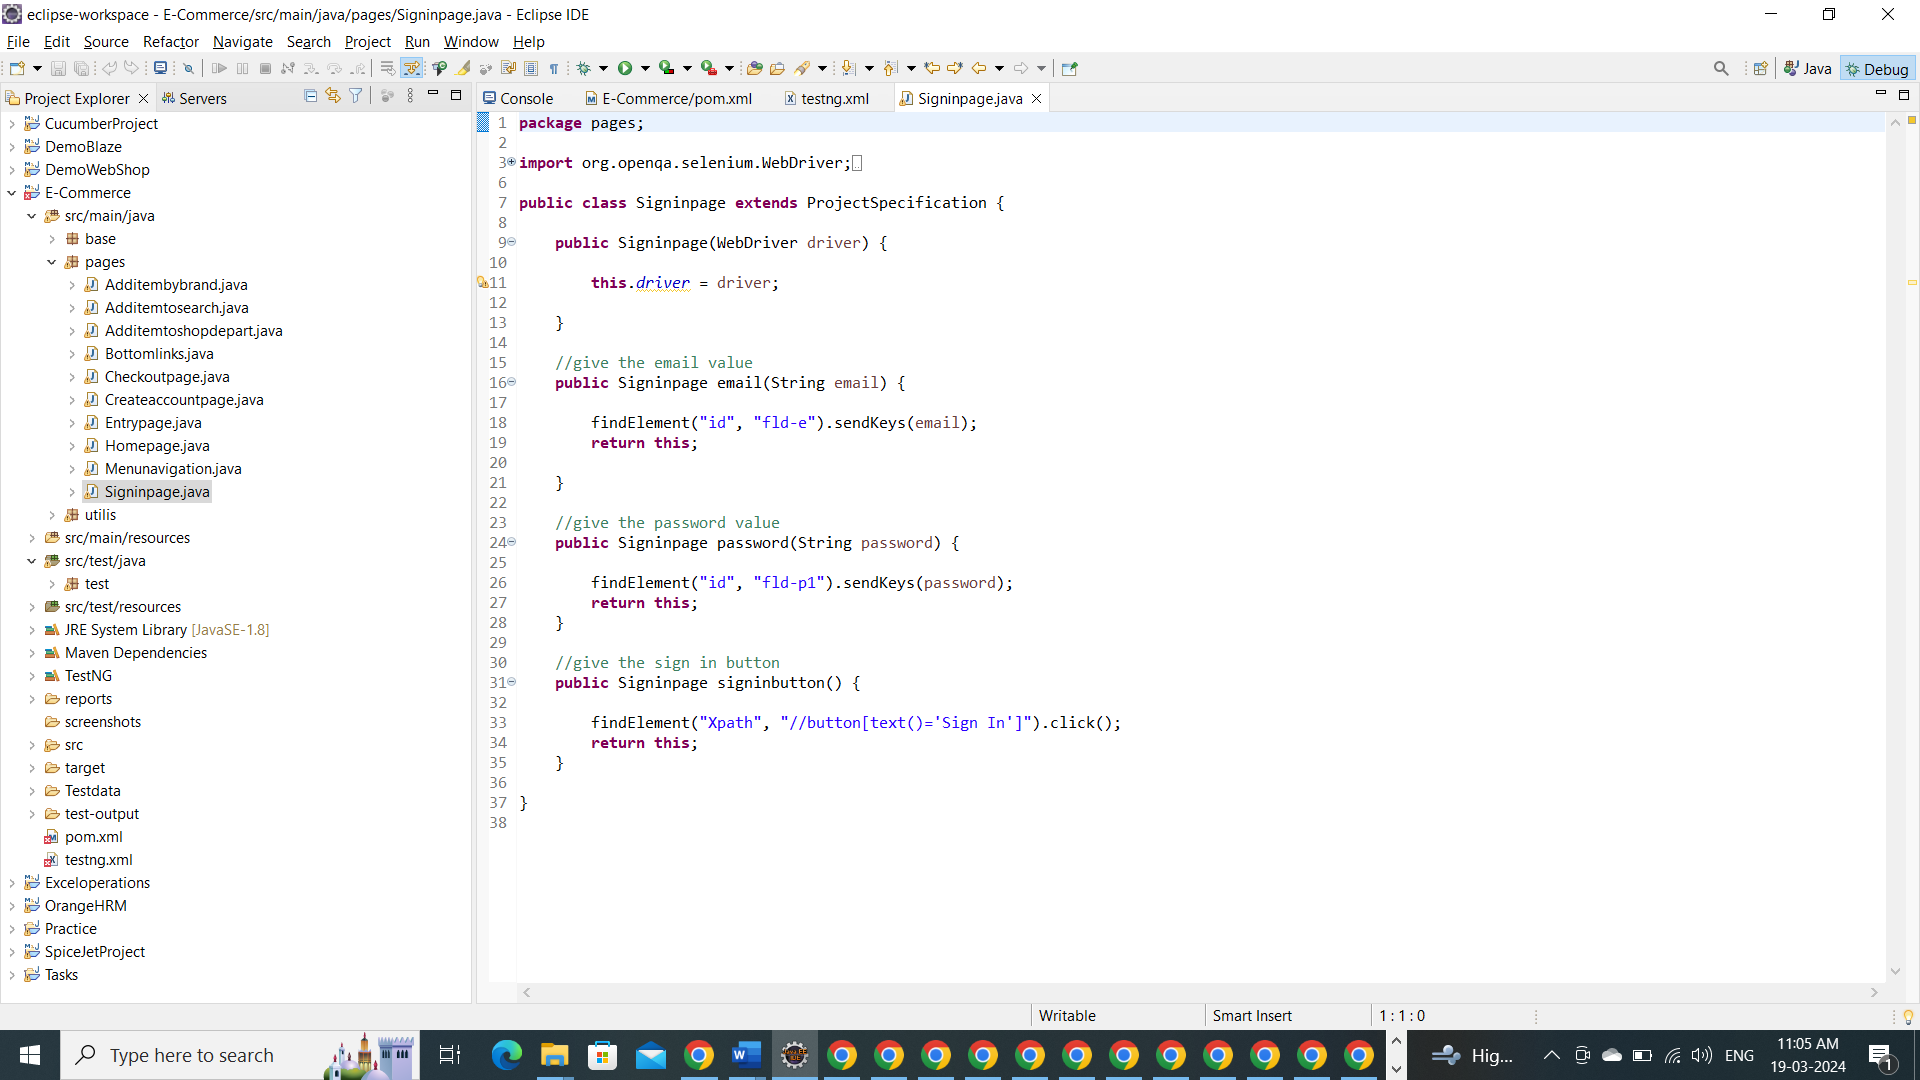 eclipse-workspace - E-Commerce/src/main/java/pages/Signinpage.java - Eclipse IDE
File Edit Source Refactor Navigate Search Project Run Window Help
Java Debug
Project Explorer Servers
Console E-Commerce/pom.xml testng.xml Signinpage.java
CucumberProject
DemoBlaze
DemoWebShop
E-Commerce
src/main/java
base
pages
Additembybrand.java
Additemtosearch.java
Additemtoshopdepart.java
Bottomlinks.java
Checkoutpage.java
Createaccountpage.java
Entrypage.java
Homepage.java
Menunavigation.java
Signinpage.java
utilis
src/main/resources
src/test/java
test
src/test/resources
JRE System Library [JavaSE-1.8]
Maven Dependencies
TestNG
reports
screenshots
src
target
Testdata
test-output
pom.xml
testng.xml
Exceloperations
OrangeHRM
Practice
SpiceJetProject
Tasks
1 package pages;
2
3 import org.openqa.selenium.WebDriver;
6
7 public class Signinpage extends ProjectSpecification {
8
9 public Signinpage(WebDriver driver) {
10
11 this.driver = driver;
12
13 }
14
15 //give the email value
16 public Signinpage email(String email) {
17
18 findElement("id", "fld-e").sendKeys(email);
19 return this;
20
21 }
22
23 //give the password value
24 public Signinpage password(String password) {
25
26 findElement("id", "fld-p1").sendKeys(password);
27 return this;
28 }
29
30 //give the sign in button
31 public Signinpage signinbutton() {
32
33 findElement("Xpath", "//button[text()='Sign In']").click();
34 return this;
35 }
36
37 }
38
Writable Smart Insert 1 : 1 : 0
Type here to search
Hig...
ENG
11:05 AM
19-03-2024
1